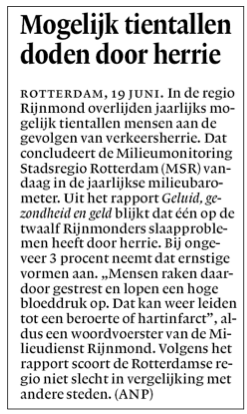 Mogelijk tientallen
doden door herrie
ROTTERDAM, 19 JUNI. In de regio
Rijnmond overlijden jaarlijks mo-
gelijk tientallen mensen aan de
gevolgen van verkeersherrie. Dat
concludeert de Milieumonitoring
Stadsregio Rotterdam (MSR) van-
daag in de jaarlijkse milieubaro-
meter. Uit het rapport Geluid, ge-
zondheid en geld blijkt dat één op de
twaalf Rijnmonders slaapproble-
men heeft door herrie. Bij onge-
veer 3 procent neemt dat ernstige
vormen aan. „Mensen raken daar-
door gestrest en lopen een hoge
bloeddruk op. Dat kan weer leiden
tot een beroerte of hartinfarct”, al-
dus een woordvoerster van de Mi-
lieudienst Rijnmond. Volgens het
rapport scoort de Rotterdamse re-
gio niet slecht in vergelijking met
andere steden. (ANP)